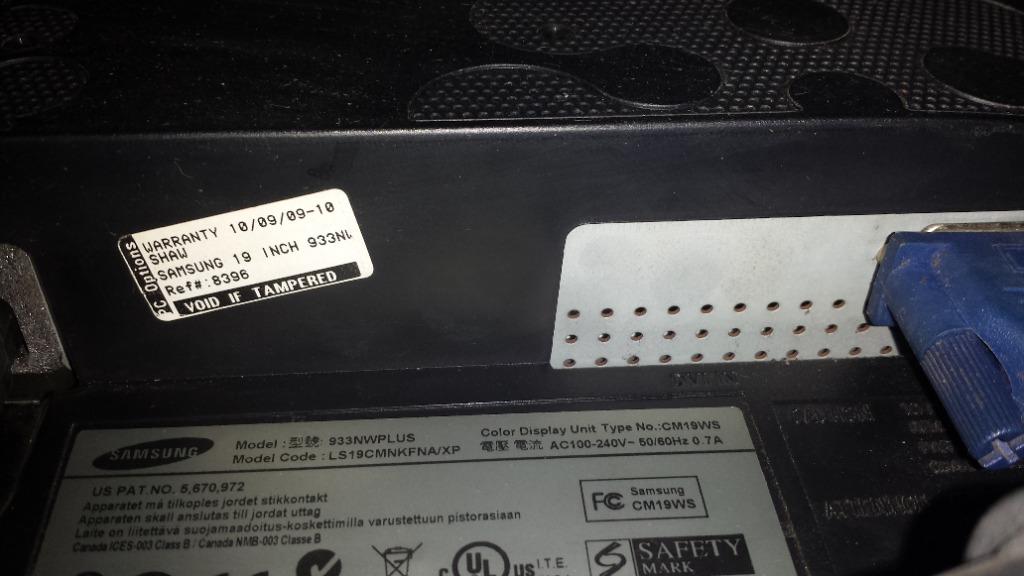 WARRANTY 10/09/09-10
SHAW
SAMSUNG 19 INCH 933NW
Ref#:8396
VOID IF TAMPERED
PC Options
SAMSUNG
Model : 型號: 933NWPLUS
Model Code : LS19CMNKFNA/XP
Color Display Unit Type No.:CM19WS
電壓 電流 AC100-240V~ 50/60Hz 0.7A
US PAT.NO. 5,670,972
Apparatet må tilkoples jordet stikkontakt
Apparaten skall anslutas till jordat uttag
Laite on liitettävä suojamaadoitus-koskettimilla varustettuun pistorasiaan
Canada ICES-003 Class B / Canada NMB-003 Classe B
FC Samsung
CM19WS
c UL US I.T.E.
SAFETY
MARK